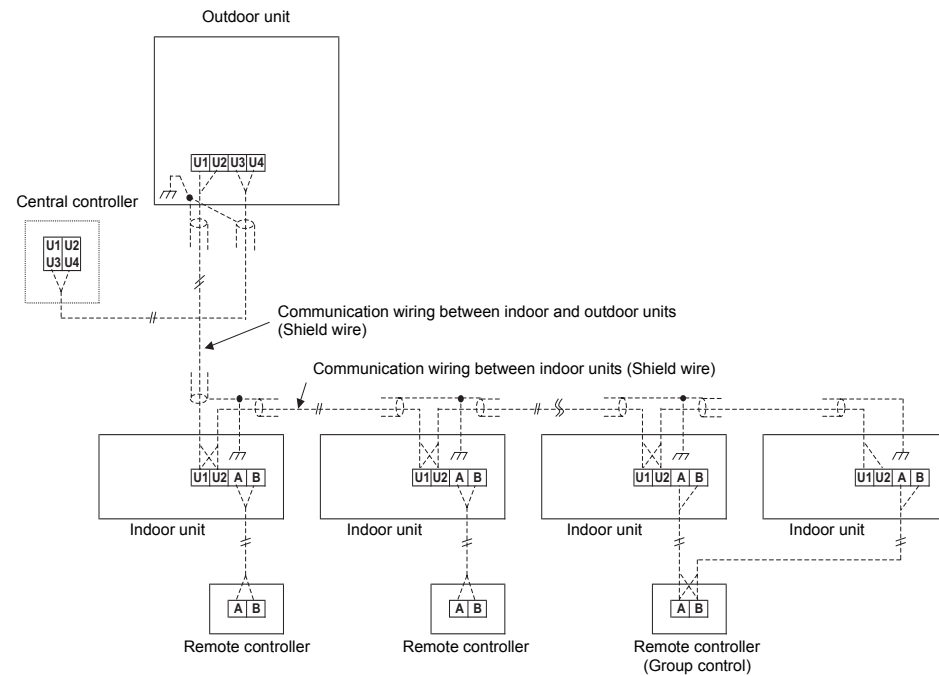 Outdoor unit
U1 U2 U3 U4
Central controller
U1 U2
U3 U4
Communication wiring between indoor and outdoor units
(Shield wire)
Communication wiring between indoor units (Shield wire)
U1 U2 A B
U1 U2 A B
U1 U2 A B
U1 U2 A B
Indoor unit
Indoor unit
Indoor unit
Indoor unit
A B
A B
A B
Remote controller
Remote controller
Remote controller
(Group control)